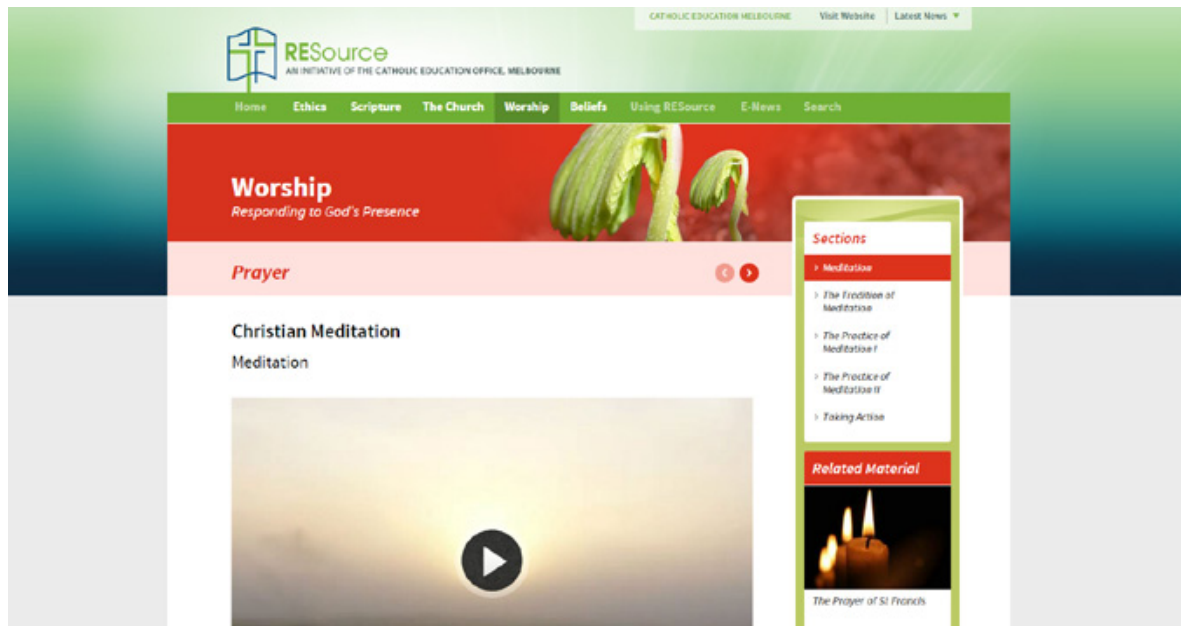 CATHOLIC EDUCATION MELBOURNE Visit Website Latest News
RESource
AN INITIATIVE OF THE CATHOLIC EDUCATION OFFICE, MELBOURNE
Home Ethics Scripture The Church Worship Beliefs Using RESource E-News Search
Worship
Responding to God's Presence
Prayer
Christian Meditation
Meditation
Sections
Meditation
The Tradition of
Meditation
The Practice of
Meditation I
The Practice of
Meditation II
Taking Action
Related Material
The Prayer of St Francis